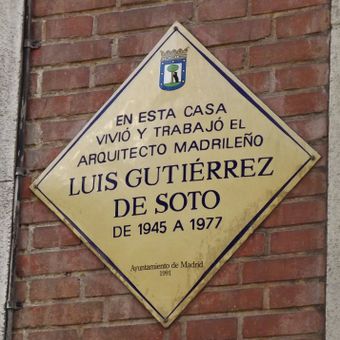 EN ESTA CASA
VIVIÓ Y TRABAJÓ EL
ARQUITECTO MADRILEÑO
LUIS GUTIÉRREZ
DE SOTO
DE 1945 A 1977
Ayuntamiento de Madrid
1991